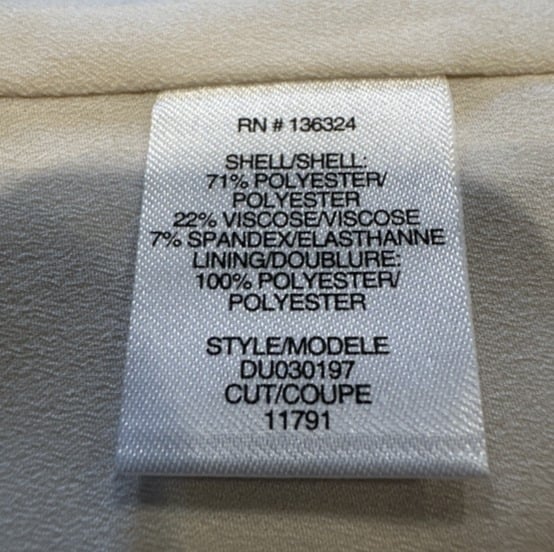 RN # 136324
SHELL/SHELL:
71% POLYESTER/
POLYESTER
22% VISCOSE/VISCOSE
7% SPANDEX/ELASTHANNE
LINING/DOUBLURE:
100% POLYESTER/
POLYESTER
STYLE/MODELE
DU030197
CUT/COUPE
11791